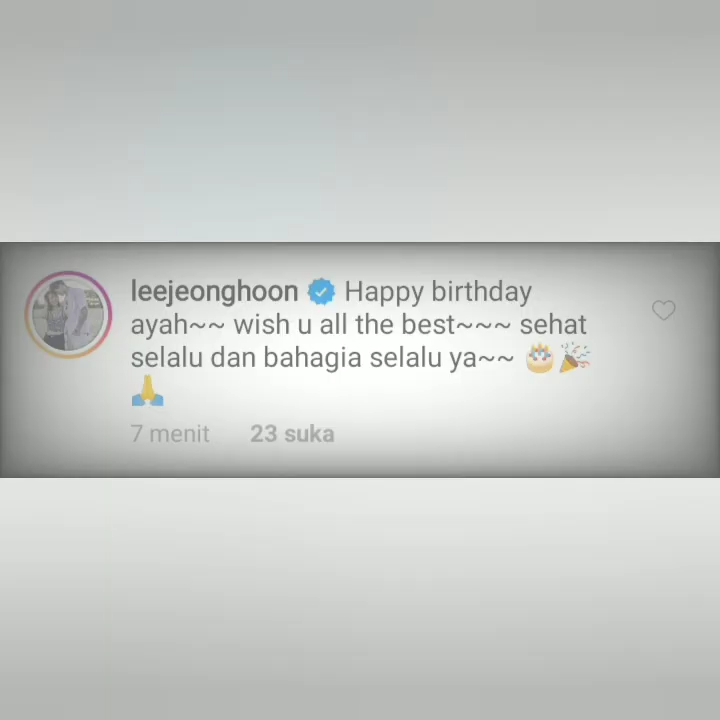 leejeonghoon Happy birthday
ayah~~ wish u all the best~~~ sehat
selalu dan bahagia selalu ya~~ 🎂🎉
🙏
7 menit 23 suka